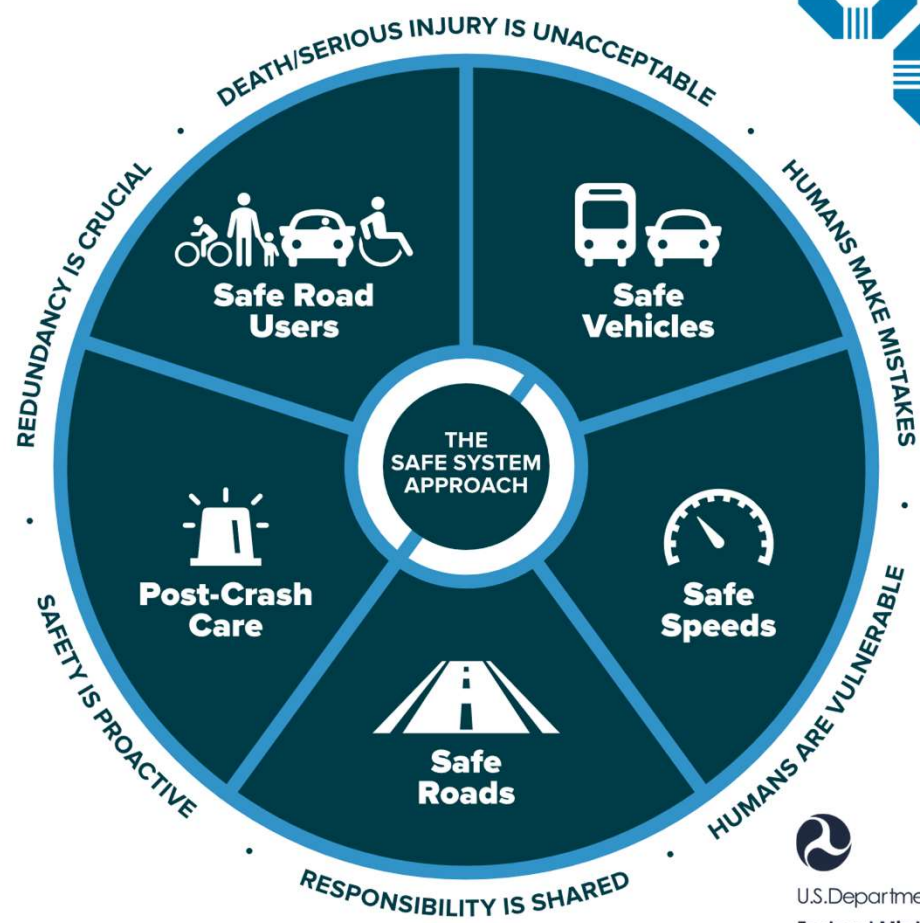 DEATH/SERIOUS INJURY IS UNACCEPTABLE
HUMANS MAKE MISTAKES
HUMANS ARE VULNERABLE
RESPONSIBILITY IS SHARED
SAFETY IS PROACTIVE
REDUNDANCY IS CRUCIAL
Safe Road
Users
Safe
Vehicles
THE
SAFE SYSTEM
APPROACH
Post-Crash
Care
Safe
Speeds
Safe
Roads
U.S.Departme